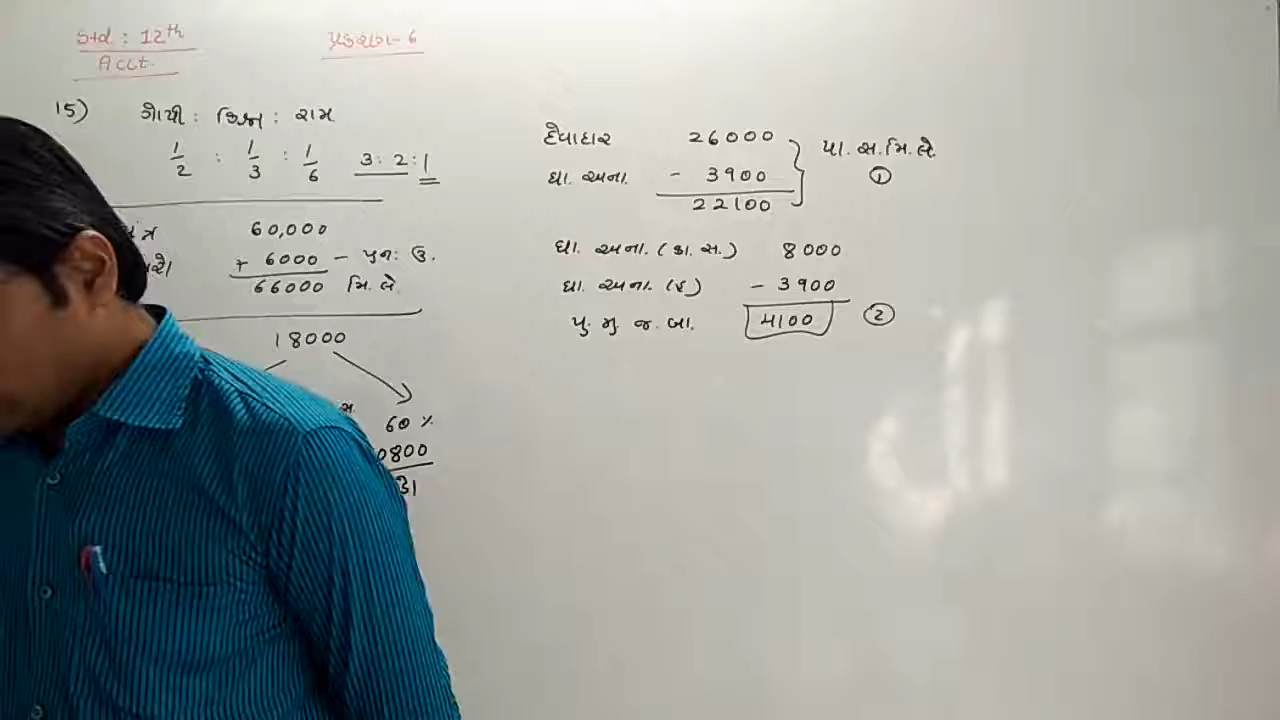 Std : 12th
Acct.
પ્રકરણ-6
15) ગોપી : ક્રિષ્ના : રામ
1/2 : 1/3 : 1/6 3 : 2 : 1
60,000
+ 6000 — પુનઃ ઉ.
66000 મિ. લે.
18000
60 %
0800
દેવાદાર 26000
ઘા. અના. - 3900
22100
પા. સ. મિ. લે.
①
ઘા. અના. (કા. સ.) 8000
ઘા. અના. (હ) - 3900
પુ. મુ. જ. બા. 4100 ②